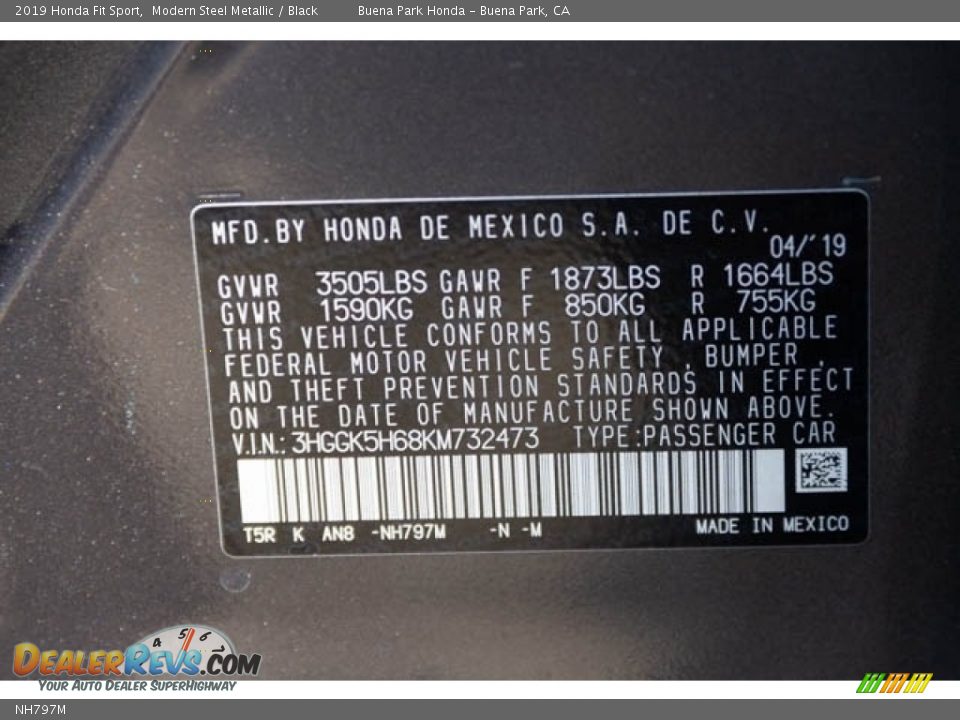 2019 Honda Fit Sport, Modern Steel Metallic / Black Buena Park Honda - Buena Park, CA
MFD.BY HONDA DE MEXICO S.A. DE C.V.
04/'19
GVWR 3505LBS GAWR F 1873LBS R 1664LBS
GVWR 1590KG GAWR F 850KG R 755KG
THIS VEHICLE CONFORMS TO ALL APPLICABLE
FEDERAL MOTOR VEHICLE SAFETY , BUMPER ,
AND THEFT PREVENTION STANDARDS IN EFFECT
ON THE DATE OF MANUFACTURE SHOWN ABOVE.
V.I.N.: 3HGGK5H68KM732473 TYPE:PASSENGER CAR
T5R K AN8 -NH797M -N -M MADE IN MEXICO
4 5 6
DEALERREVS.COM
YOUR AUTO DEALER SUPERHIGHWAY
NH797M